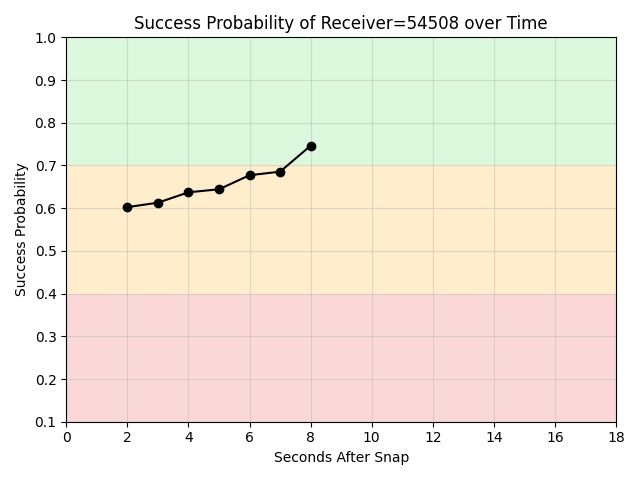 Success Probability of Receiver=54508 over Time
1.0
0.9
0.8
0.7
0.6
0.5
0.4
0.3
0.2
0.1
Success Probability
0 2 4 6 8 10 12 14 16 18
Seconds After Snap